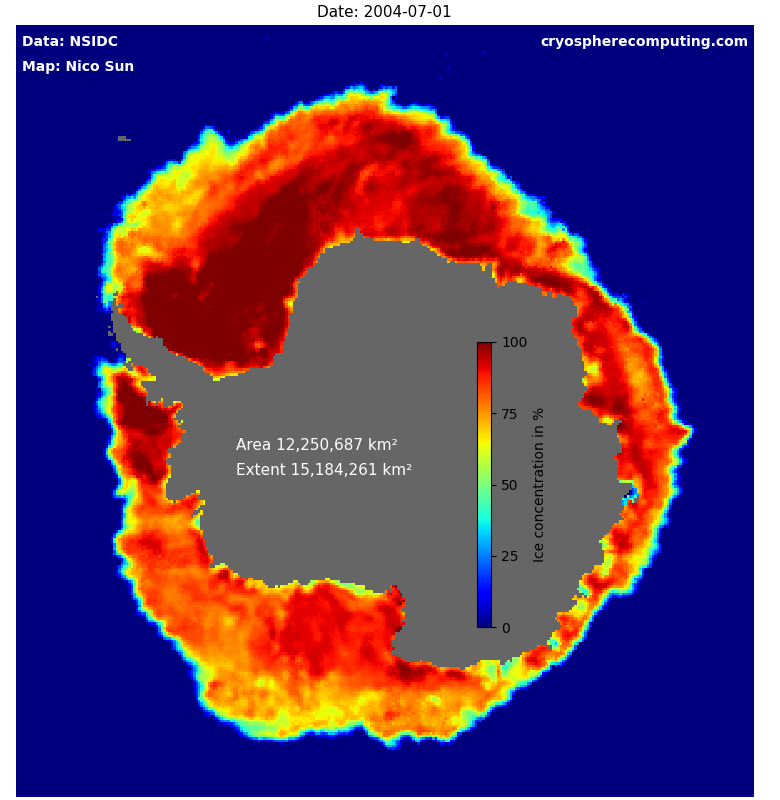 Date: 2004-07-01
Data: NSIDC
cryospherecomputing.com
Map: Nico Sun
100
75
50
25
0
Ice concentration in %
Area 12,250,687 km²
Extent 15,184,261 km²